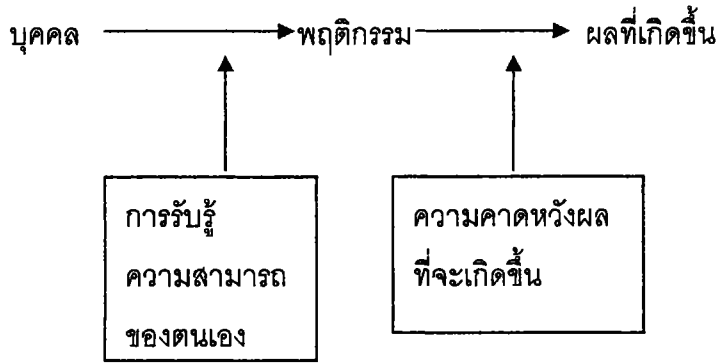 บุคคล พฤติกรรม ผลที่เกิดขึ้น
การรับรู้
ความสามารถ
ของตนเอง
ความคาดหวังผล
ที่จะเกิดขึ้น